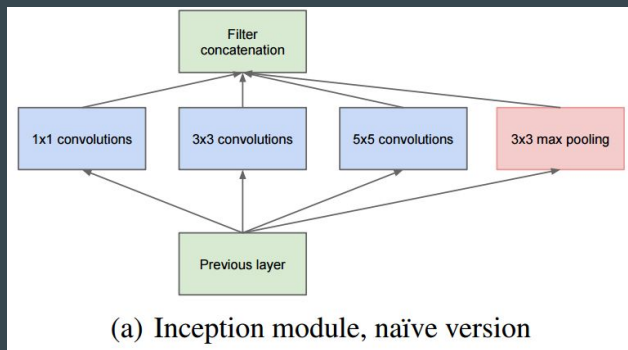 Filter
concatenation
1x1 convolutions
3x3 convolutions
5x5 convolutions
3x3 max pooling
Previous layer
(a) Inception module, naïve version